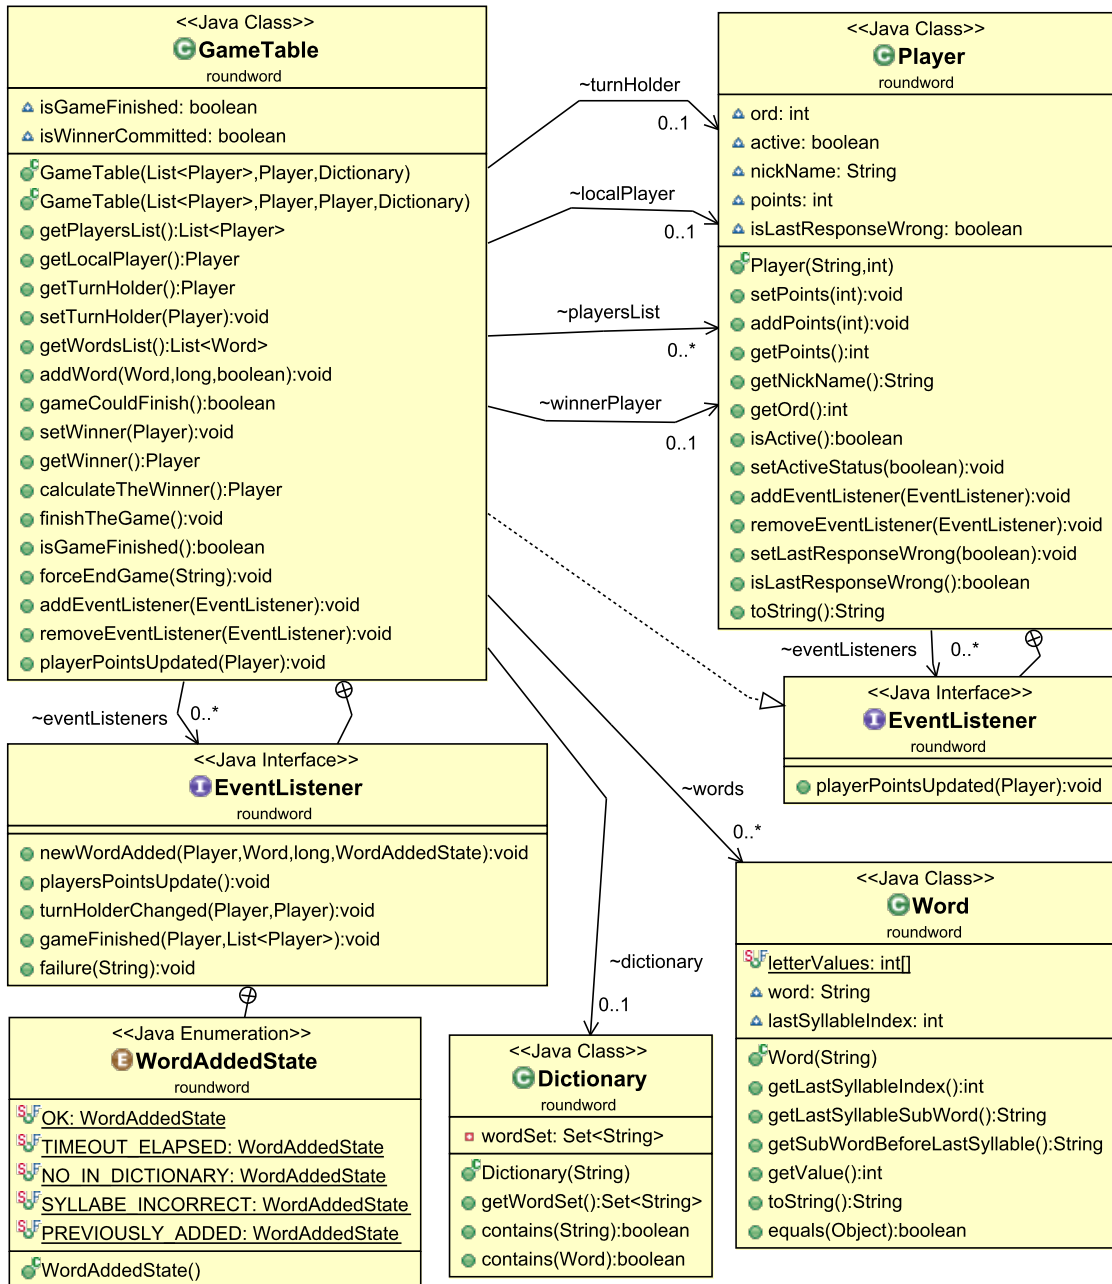 <<Java Class>>
GameTable
roundword
isGameFinished: boolean
isWinnerCommitted: boolean
GameTable(List<Player>,Player,Dictionary)
GameTable(List<Player>,Player,Player,Dictionary)
getPlayersList():List<Player>
getLocalPlayer():Player
getTurnHolder():Player
setTurnHolder(Player):void
getWordsList():List<Word>
addWord(Word,long,boolean):void
gameCouldFinish():boolean
setWinner(Player):void
getWinner():Player
calculateTheWinner():Player
finishTheGame():void
isGameFinished():boolean
forceEndGame(String):void
addEventListener(EventListener):void
removeEventListener(EventListener):void
playerPointsUpdated(Player):void
~turnHolder
0..1
~localPlayer
0..1
~playersList
0..*
~winnerPlayer
0..1
<<Java Class>>
Player
roundword
ord: int
active: boolean
nickName: String
points: int
isLastResponseWrong: boolean
Player(String,int)
setPoints(int):void
addPoints(int):void
getPoints():int
getNickName():String
getOrd():int
isActive():boolean
setActiveStatus(boolean):void
addEventListener(EventListener):void
removeEventListener(EventListener):void
setLastResponseWrong(boolean):void
isLastResponseWrong():boolean
toString():String
~eventListeners
0..*
<<Java Interface>>
EventListener
roundword
playerPointsUpdated(Player):void
~eventListeners
0..*
<<Java Interface>>
EventListener
roundword
newWordAdded(Player,Word,long,WordAddedState):void
playersPointsUpdate():void
turnHolderChanged(Player,Player):void
gameFinished(Player,List<Player>):void
failure(String):void
~words
0..*
~dictionary
0..1
<<Java Enumeration>>
WordAddedState
roundword
OK: WordAddedState
TIMEOUT_ELAPSED: WordAddedState
NO_IN_DICTIONARY: WordAddedState
SYLLABE_INCORRECT: WordAddedState
PREVIOUSLY_ADDED: WordAddedState
WordAddedState()
<<Java Class>>
Dictionary
roundword
wordSet: Set<String>
Dictionary(String)
getWordSet():Set<String>
contains(String):boolean
contains(Word):boolean
<<Java Class>>
Word
roundword
letterValues: int[]
word: String
lastSyllableIndex: int
Word(String)
getLastSyllableIndex():int
getLastSyllableSubWord():String
getSubWordBeforeLastSyllable():String
getValue():int
toString():String
equals(Object):boolean